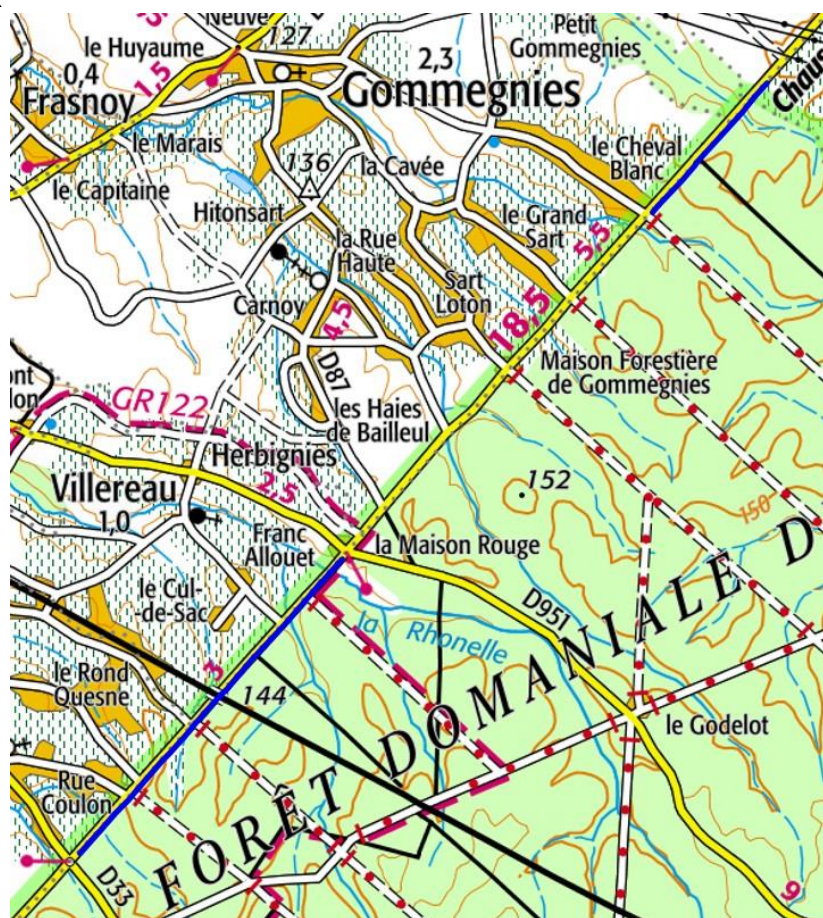 Neuve
127
le Huyaume
0,4
1,5
Frasnoy
2,3
Gommegnies
Petit
Gommegnies
Chaus
le Marais
le Capitaine
136
la Cavée
le Cheval
Blanc
Hitonsart
la Rue
Haute
le Grand
Sart
5,5
Carnoy
4,5
Sart
Loton
18,5
D87
Maison Forestière
de Gommegnies
GR122
les Haies
de Bailleul
Herbignies
2,5
Villereau
1,0
152
150
Franc
Allouet
la Maison Rouge
le Cul-
-de-Sac
la Rhonelle
D951
le Rond
Quesne
3
144
le Godelot
Rue
Coulon
D33
FORÊT DOMANIALE D
9